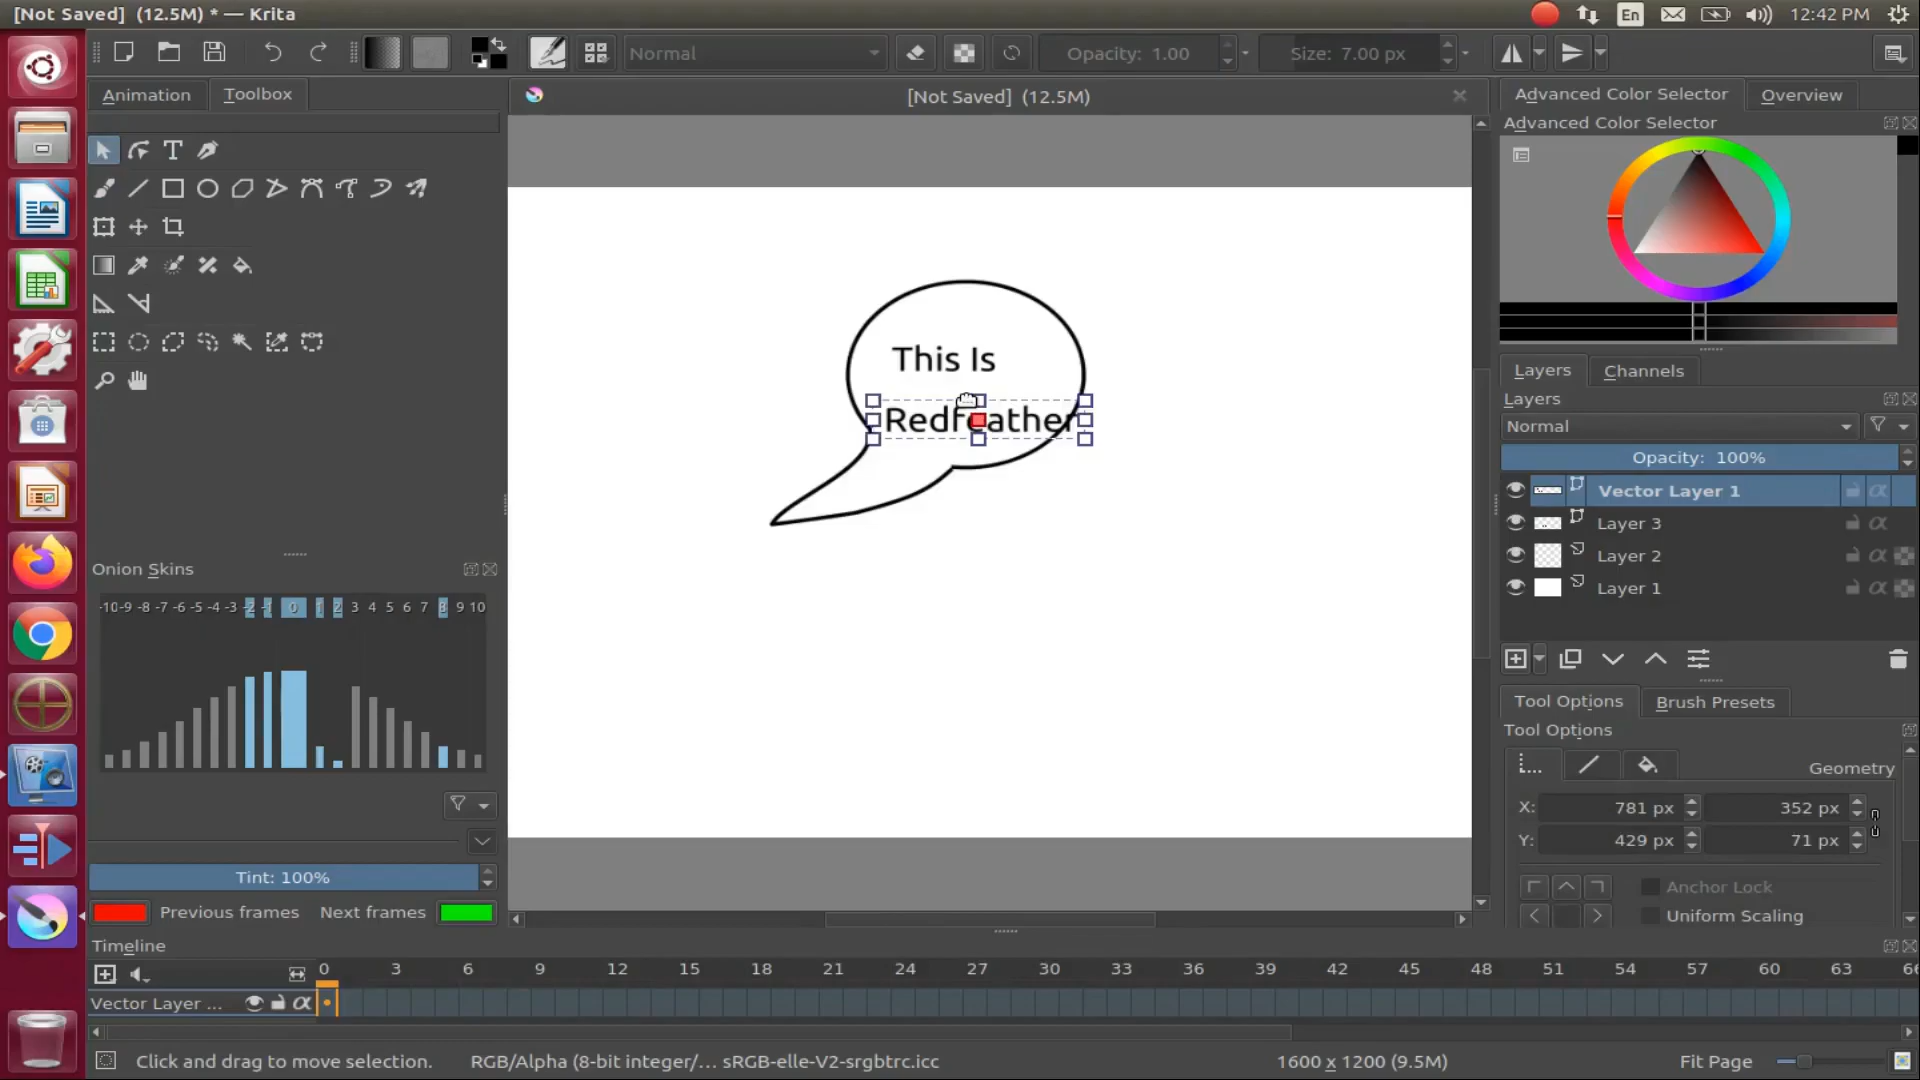 [Not Saved] (12.5M) * — Krita
En
12:42 PM
Normal
Opacity: 1.00
Size: 7.00 px
Animation
Toolbox
[Not Saved] (12.5M)
Advanced Color Selector
Overview
Advanced Color Selector
This Is
Redfeather
Layers
Channels
Layers
Normal
Opacity: 100%
Vector Layer 1
Layer 3
Layer 2
Layer 1
Onion Skins
-10 -9 -8 -7 -6 -5 -4 -3 -2 -1 0 1 2 3 4 5 6 7 8 9 10
Tool Options
Brush Presets
Tool Options
Geometry
X: 781 px 352 px
Y: 429 px 71 px
Anchor Lock
Uniform Scaling
Tint: 100%
Previous frames
Next frames
Timeline
0 3 6 9 12 15 18 21 24 27 30 33 36 39 42 45 48 51 54 57 60 63 66
Vector Layer ...
Click and drag to move selection.
RGB/Alpha (8-bit integer/... sRGB-elle-V2-srgbtrc.icc
1600 x 1200 (9.5M)
Fit Page